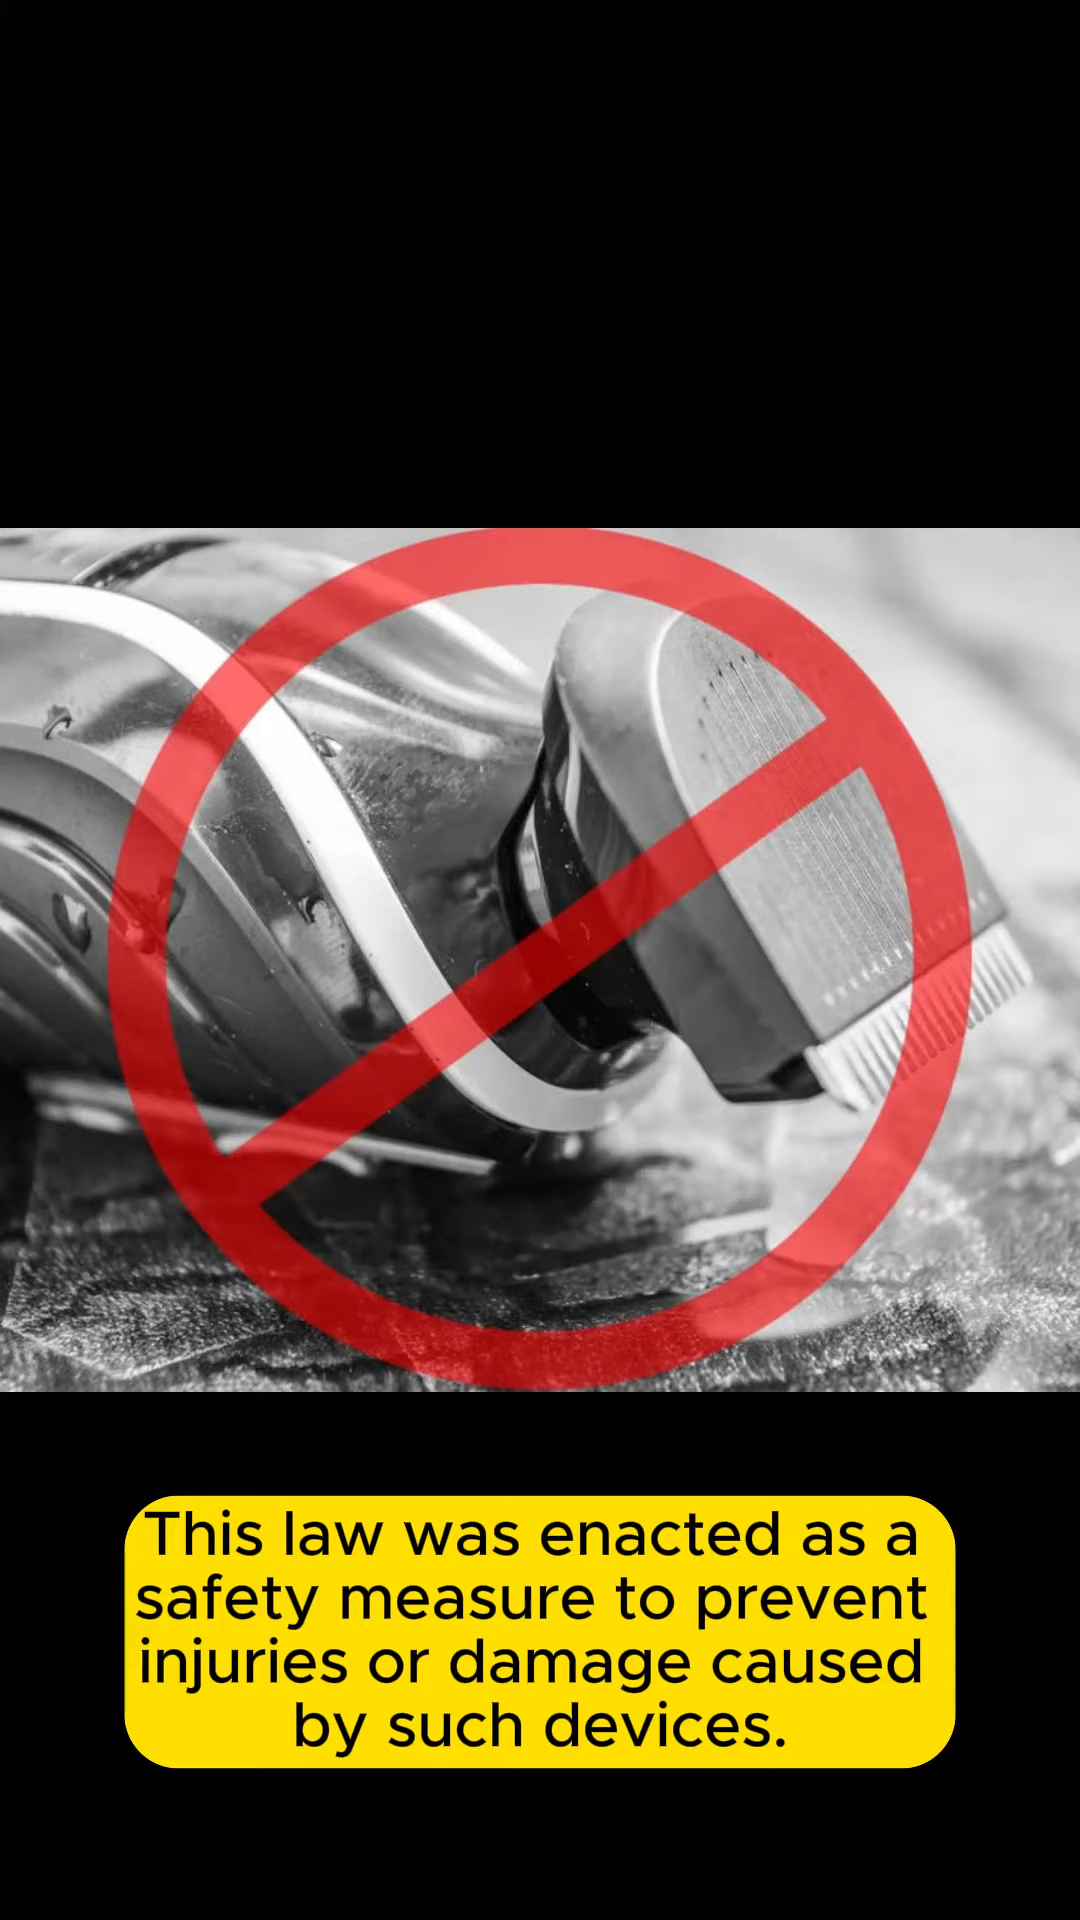 This law was enacted as a
safety measure to prevent
injuries or damage caused
by such devices.